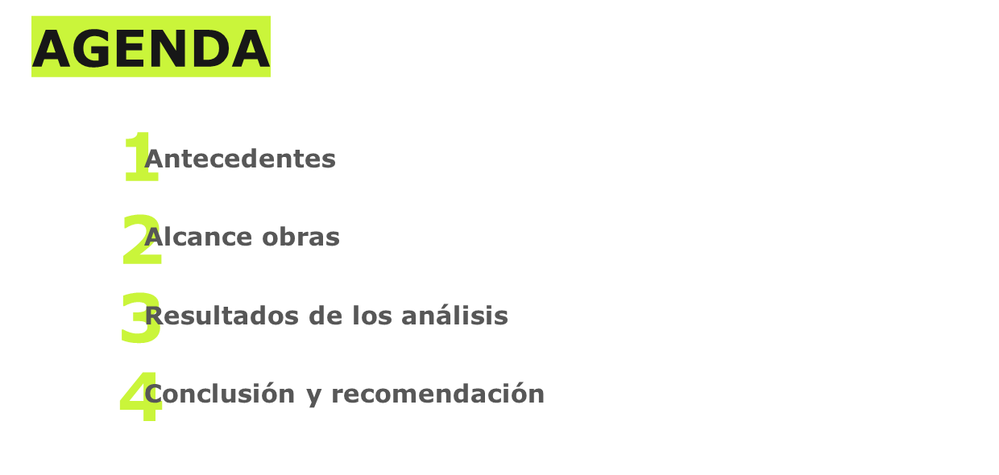 AGENDA
1 Antecedentes
2 Alcance obras
3 Resultados de los análisis
4 Conclusión y recomendación